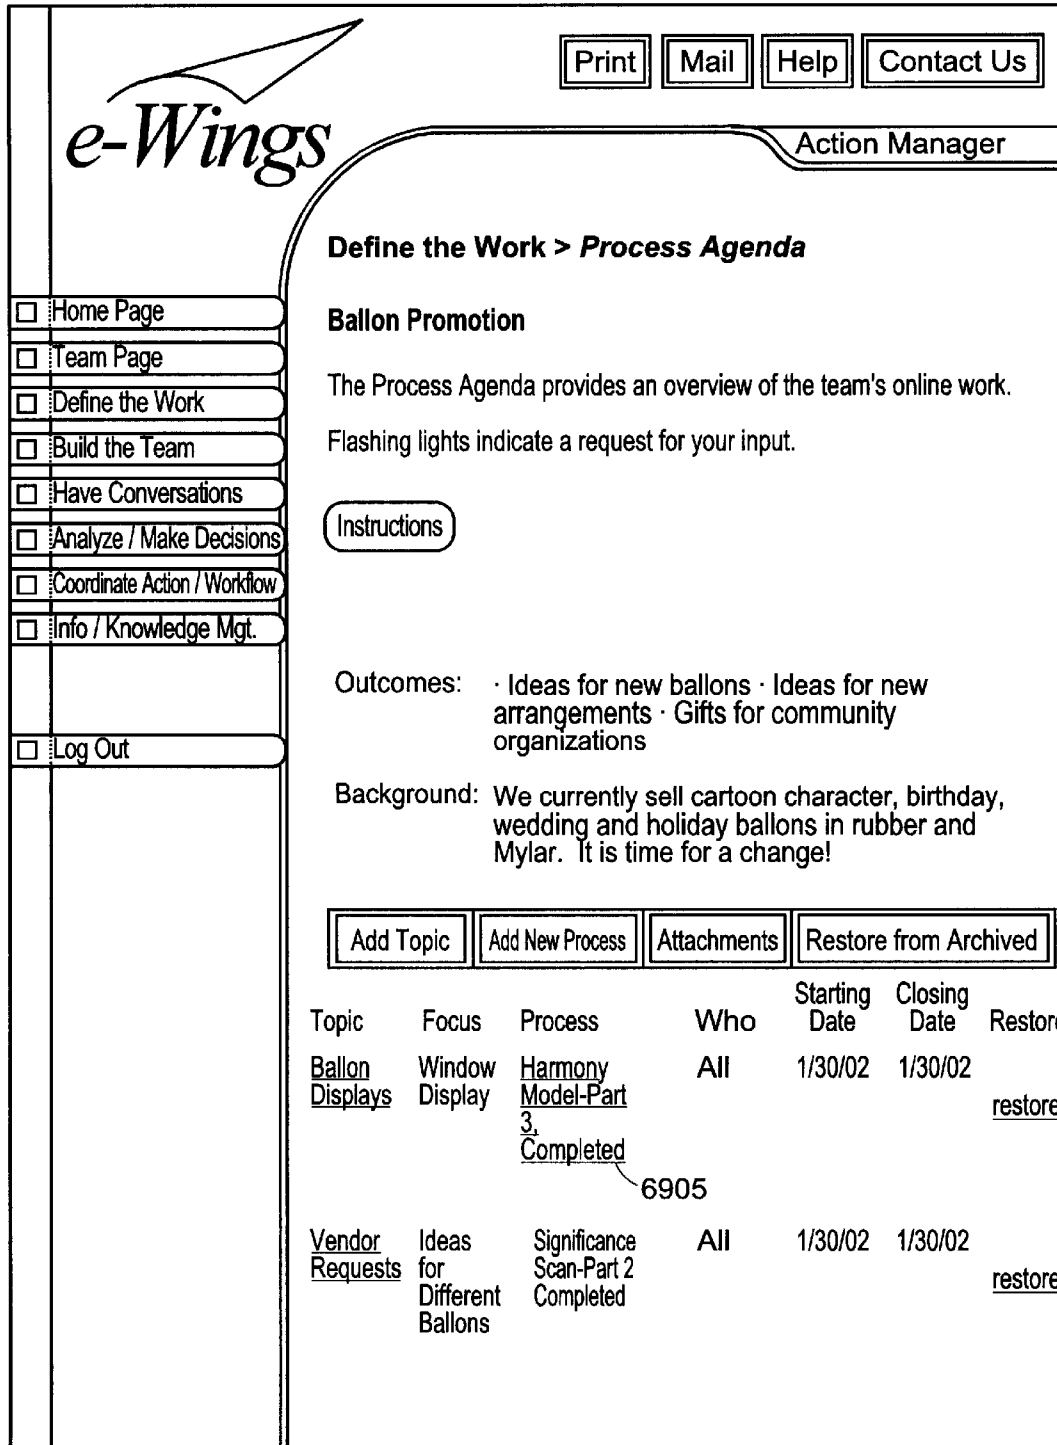 e-Wings
Print Mail Help Contact Us
Action Manager
Define the Work > Process Agenda
Home Page
Team Page
Define the Work
Build the Team
Have Conversations
Analyze / Make Decisions
Coordinate Action / Workflow
Info / Knowledge Mgt.
Log Out
Ballon Promotion
The Process Agenda provides an overview of the team's online work.
Flashing lights indicate a request for your input.
Instructions
Outcomes: · Ideas for new ballons · Ideas for new
arrangements · Gifts for community
organizations
Background: We currently sell cartoon character, birthday,
wedding and holiday ballons in rubber and
Mylar. It is time for a change!
Add Topic Add New Process Attachments Restore from Archived
Starting Closing
Topic Focus Process Who Date Date Restore
Ballon Window Harmony All 1/30/02 1/30/02
Displays Display Model-Part restore
3,
Completed
6905
Vendor Ideas Significance All 1/30/02 1/30/02
Requests for Scan-Part 2 restore
Different Completed
Ballons